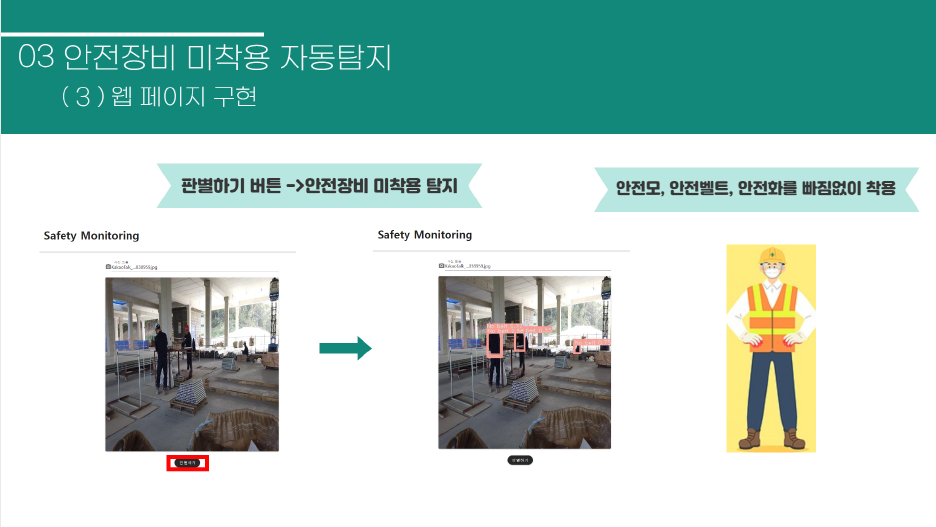 03 안전장비 미착용 자동탐지
( 3 ) 웹 페이지 구현
판별하기 버튼 ->안전장비 미착용 탐지
안전모, 안전벨트, 안전화를 빠짐없이 착용
Safety Monitoring
Safety Monitoring
판별하기
판별하기